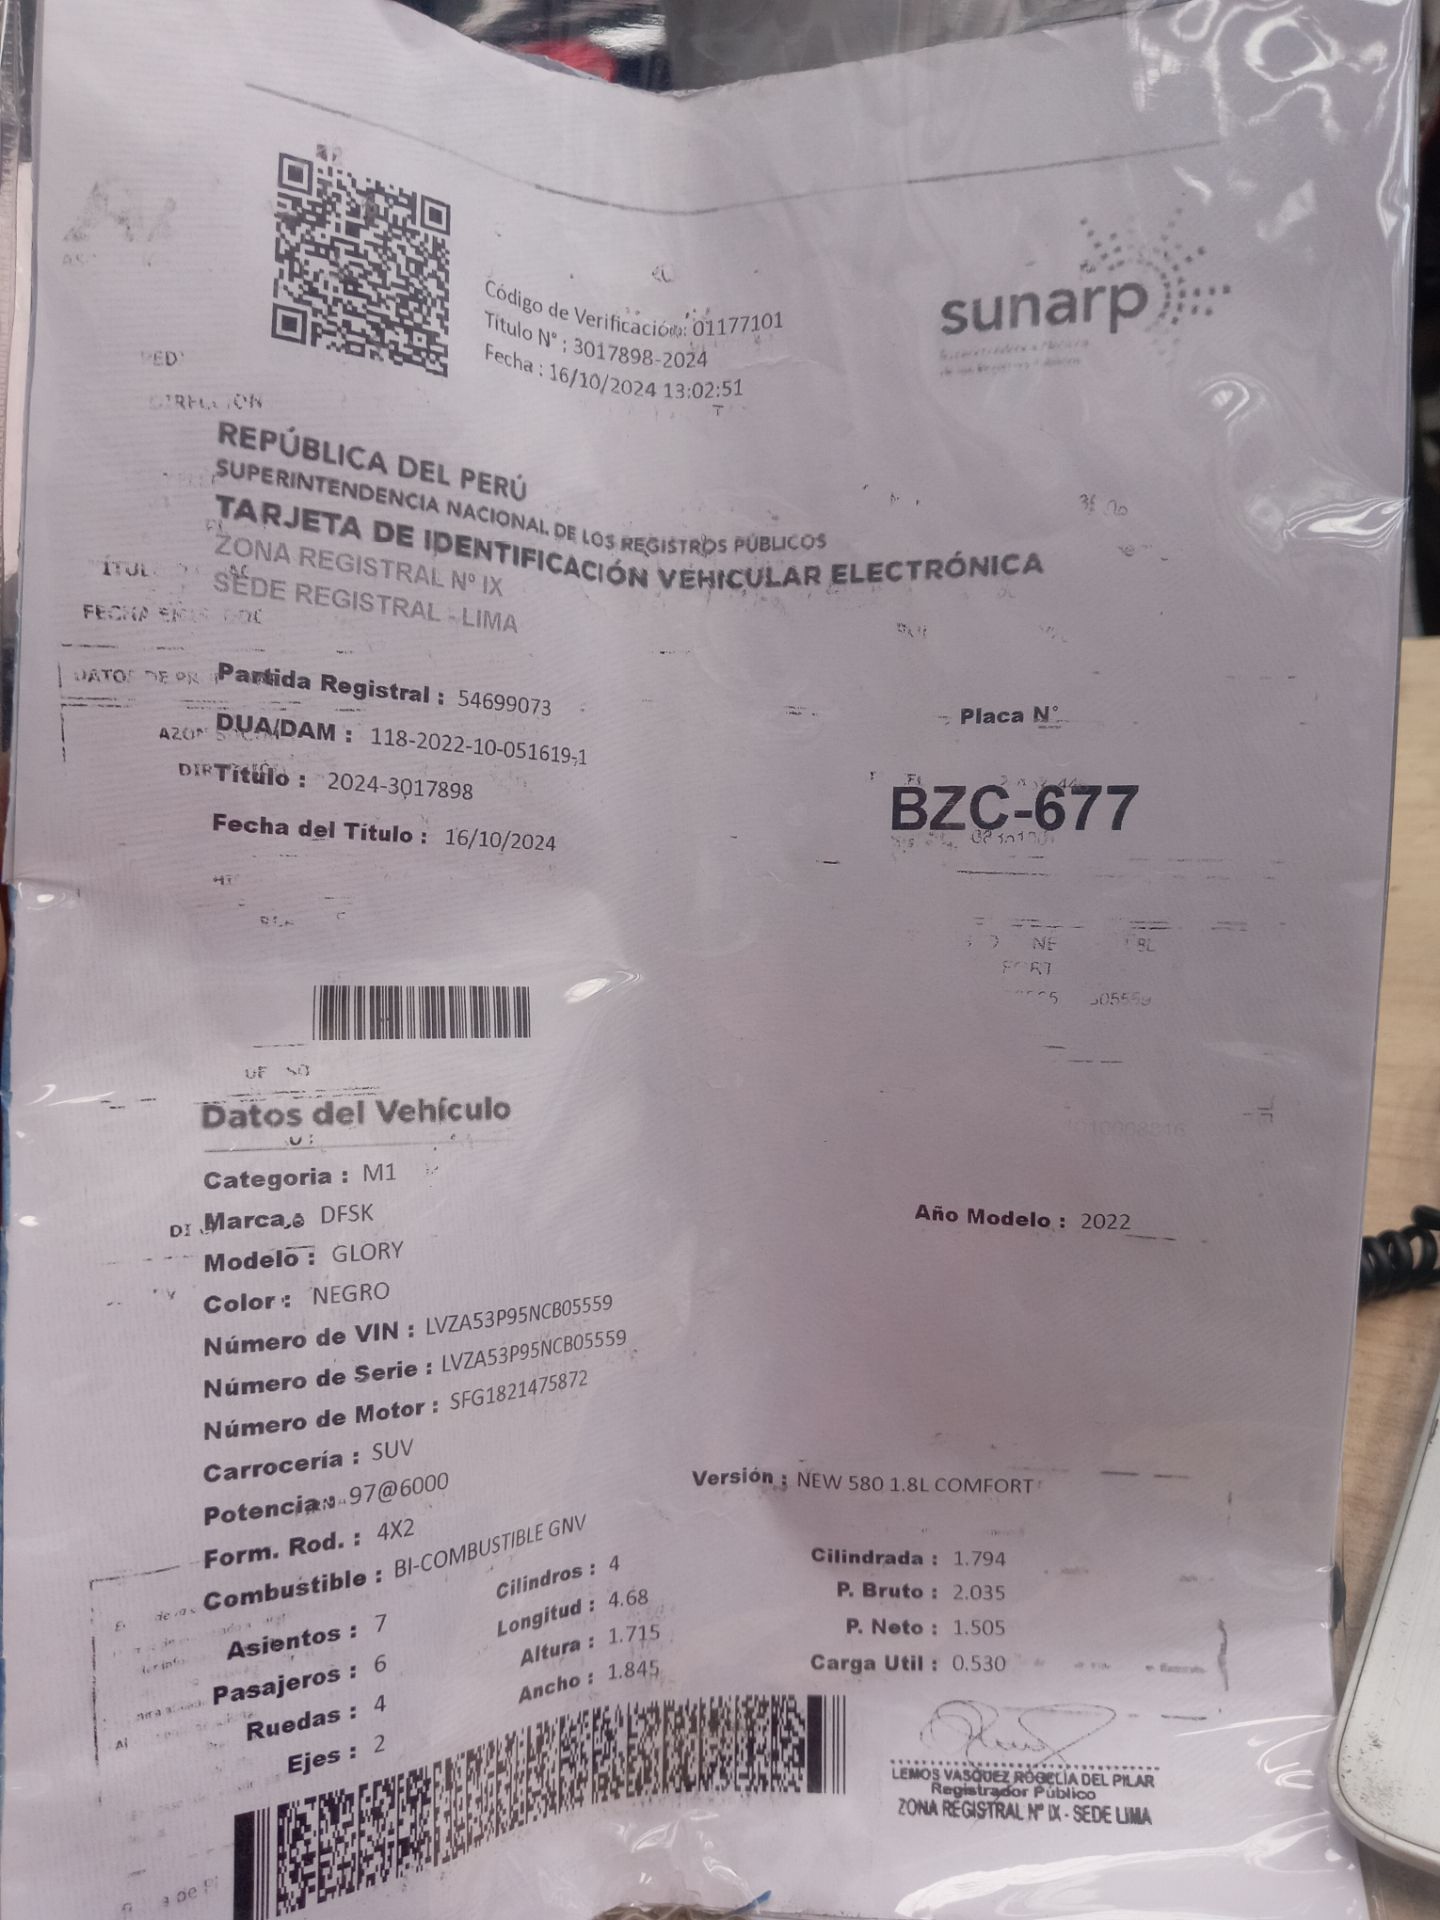 Código de Verificación: 01177101
Titulo N° : 3017898-2024
Fecha : 16/10/2024 13:02:51
sunarp
DIRECCION
REPÚBLICA DEL PERÚ
SUPERINTENDENCIA NACIONAL DE LOS REGISTROS PÚBLICOS
TARJETA DE IDENTIFICACIÓN VEHICULAR ELECTRÓNICA
ZONA REGISTRAL N° IX
SEDE REGISTRAL - LIMA
Partida Registral : 54699073
DUA/DAM : 118-2022-10-051619-1
Título : 2024-3017898
Fecha del Título : 16/10/2024
Placa N°
BZC-677
Datos del Vehículo
Categoria : M1
Marca : DFSK
Año Modelo : 2022
Modelo : GLORY
Color : NEGRO
Número de VIN : LVZA53P95NCB05559
Número de Serie : LVZA53P95NCB05559
Número de Motor : SFG1821475872
Carrocería : SUV
Potencia : 97@6000
Versión : NEW 580 1.8L COMFORT
Form. Rod. : 4X2
Combustible : BI-COMBUSTIBLE GNV
Asientos : 7
Pasajeros : 6
Ruedas : 4
Ejes : 2
Cilindros : 4
Longitud : 4.68
Altura : 1.715
Ancho : 1.845
Cilindrada : 1.794
P. Bruto : 2.035
P. Neto : 1.505
Carga Util : 0.530
LEMOS VASQUEZ ROGELIA DEL PILAR
Registrador Público
ZONA REGISTRAL N° IX - SEDE LIMA